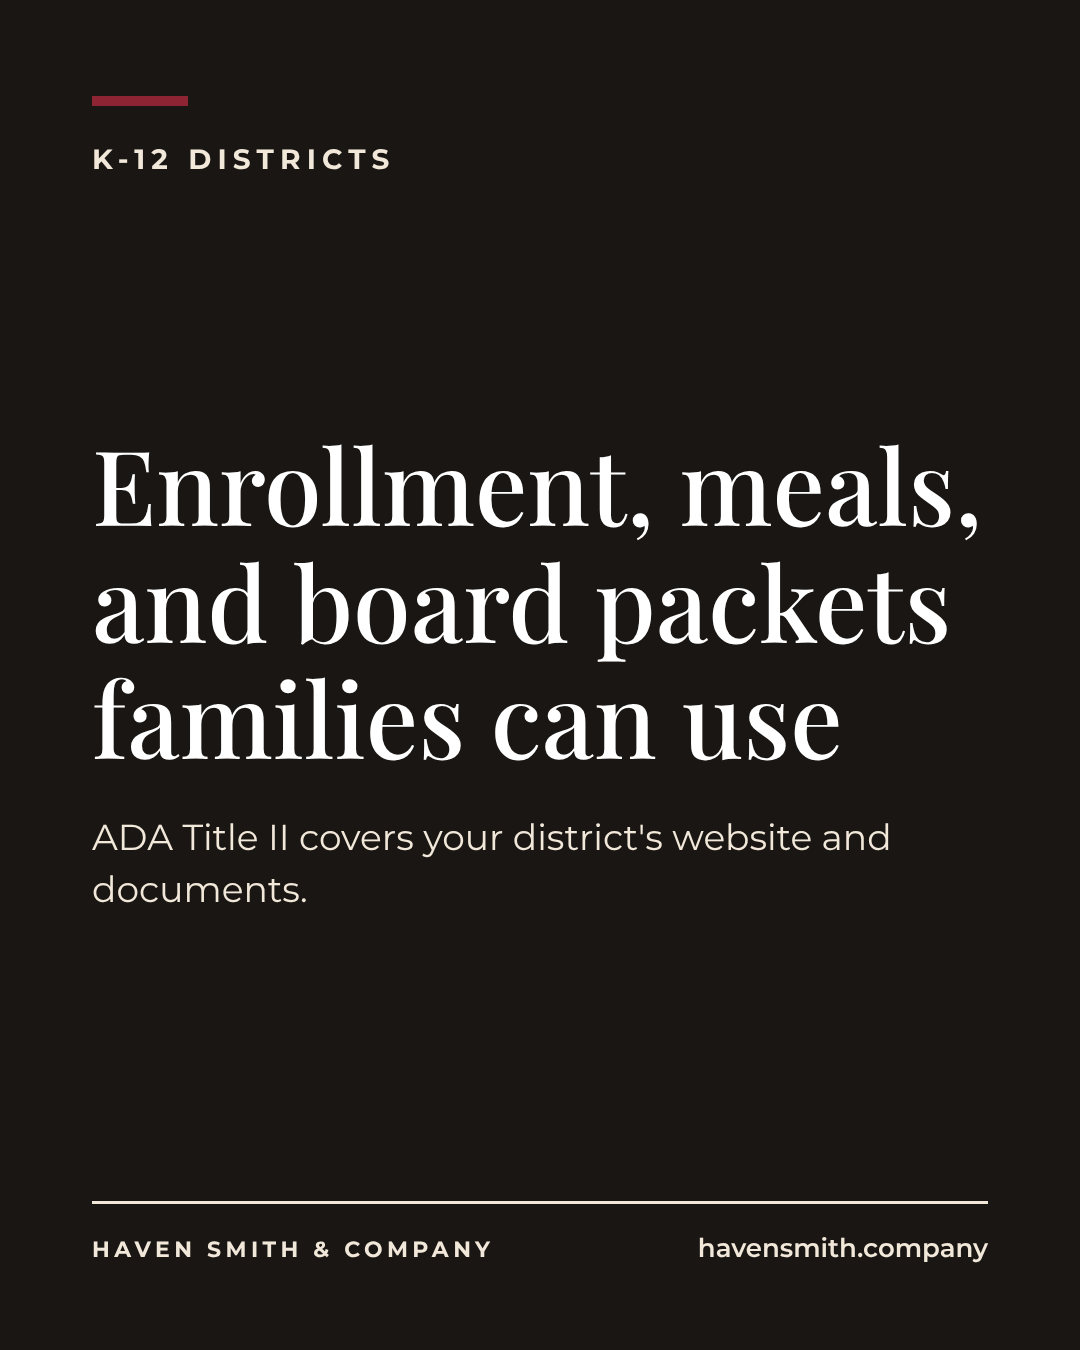 K-12 DISTRICTS
Enrollment, meals,
and board packets
families can use
ADA Title II covers your district's website and
documents.
HAVEN SMITH & COMPANY
havensmith.company